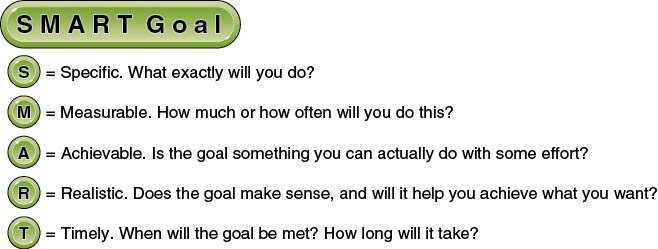 SMART Goal
S = Specific. What exactly will you do?
M = Measurable. How much or how often will you do this?
A = Achievable. Is the goal something you can actually do with some effort?
R = Realistic. Does the goal make sense, and will it help you achieve what you want?
T = Timely. When will the goal be met? How long will it take?